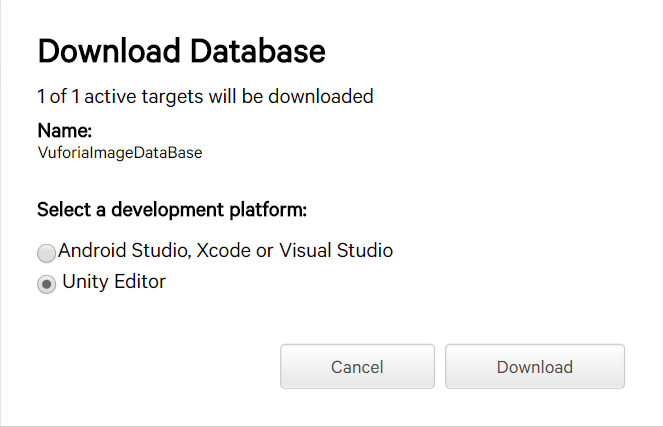 Download Database
1 of 1 active targets will be downloaded
Name:
VuforiaImageDataBase
Select a development platform:
Android Studio, Xcode or Visual Studio
Unity Editor
Cancel
Download